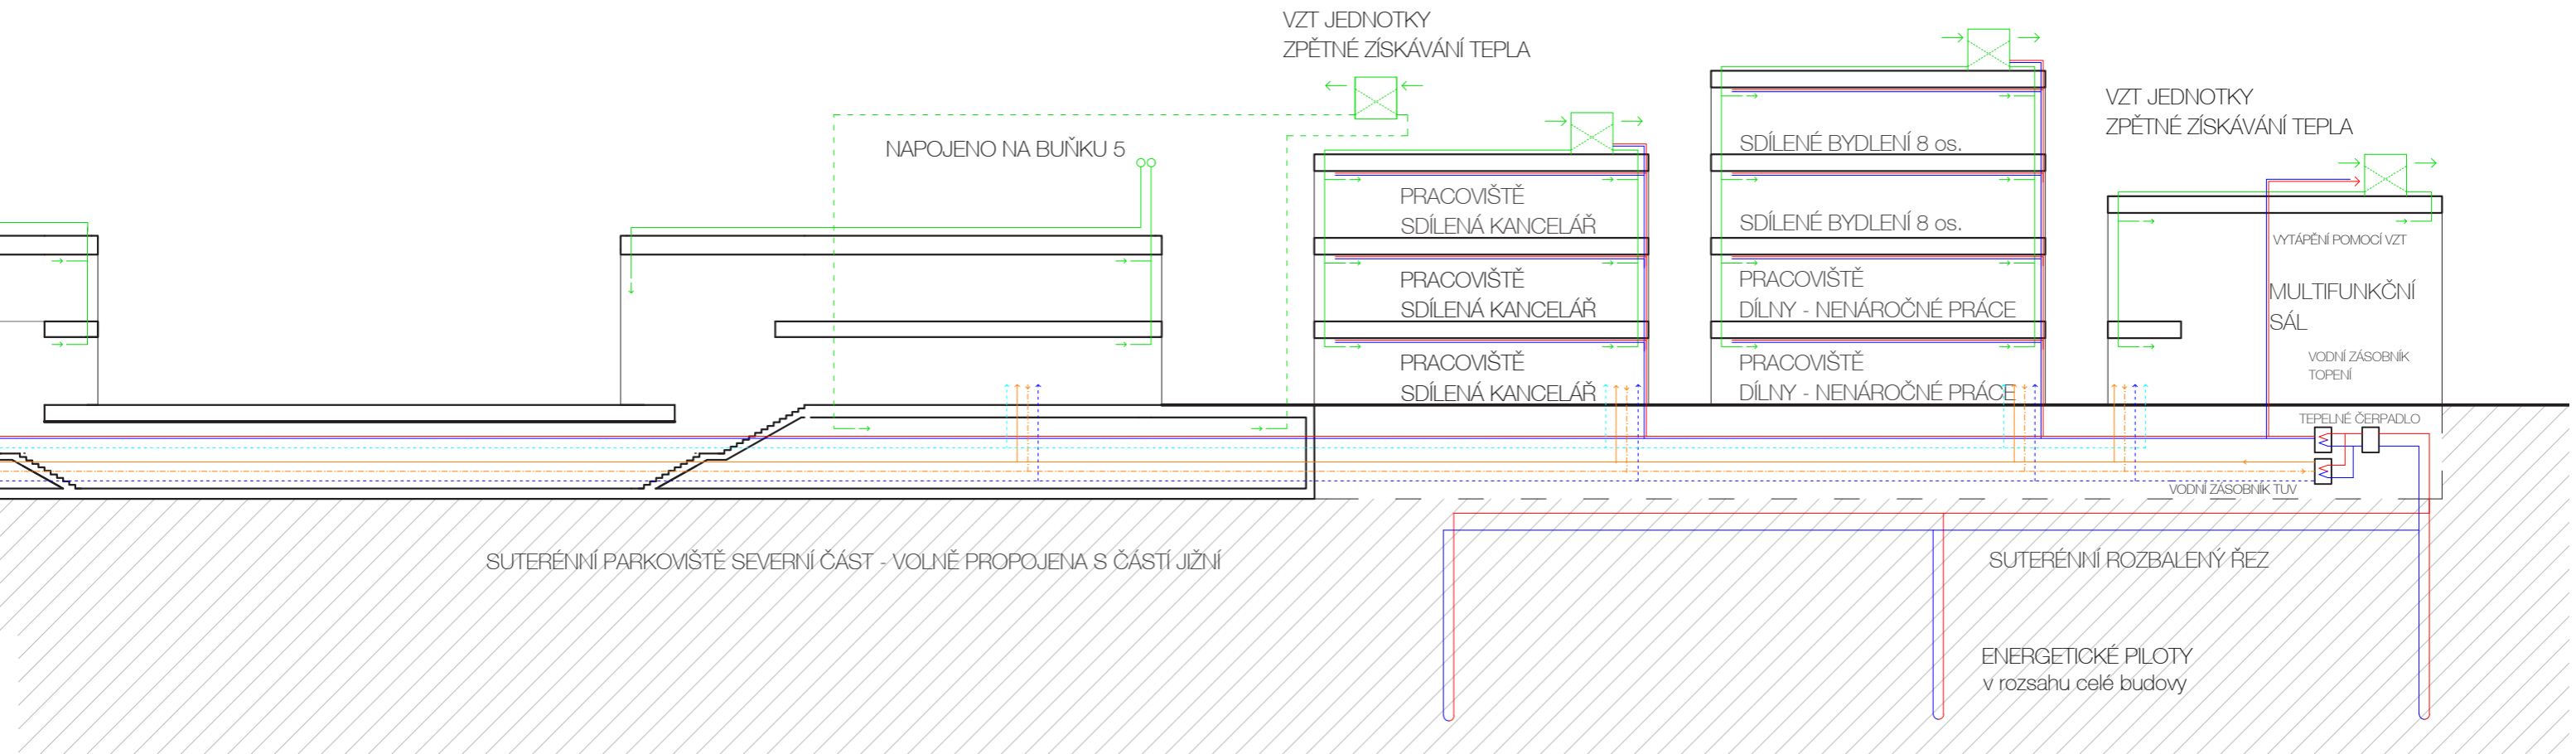 VZT JEDNOTKY
ZPĚTNÉ ZÍSKÁVÁNÍ TEPLA
VZT JEDNOTKY
ZPĚTNÉ ZÍSKÁVÁNÍ TEPLA
NAPOJENO NA BUŇKU 5
PRACOVIŠTĚ
SDÍLENÁ KANCELÁŘ
PRACOVIŠTĚ
SDÍLENÁ KANCELÁŘ
PRACOVIŠTĚ
SDÍLENÁ KANCELÁŘ
SDÍLENÉ BYDLENÍ 8 os.
SDÍLENÉ BYDLENÍ 8 os.
PRACOVIŠTĚ
DÍLNY - NENÁROČNÉ PRÁCE
PRACOVIŠTĚ
DÍLNY - NENÁROČNÉ PRÁCE
VYTÁPĚNÍ POMOCÍ VZT
MULTIFUNKČNÍ
SÁL
VODNÍ ZÁSOBNÍK
TOPENÍ
TEPELNÉ ČERPADLO
VODNÍ ZÁSOBNÍK TUV
SUTERÉNNÍ PARKOVIŠTĚ SEVERNÍ ČÁST - VOLNĚ PROPOJENA S ČÁSTÍ JIŽNÍ
SUTERÉNNÍ ROZBALENÝ ŘEZ
ENERGETICKÉ PILOTY
v rozsahu celé budovy